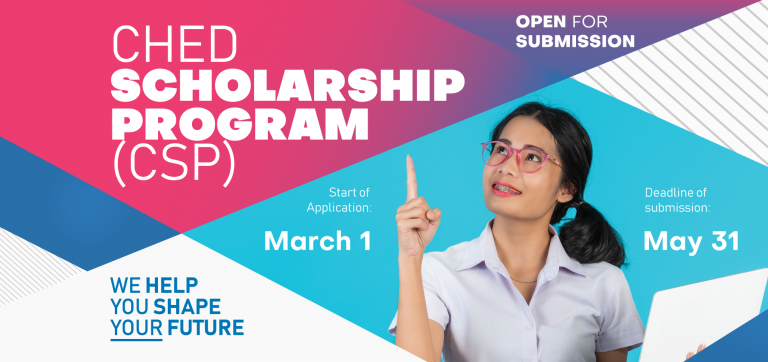 CHED
SCHOLARSHIP
PROGRAM
(CSP)
OPEN FOR
SUBMISSION
Start of
Application:
March 1
Deadline of
submission:
May 31
WE HELP
YOU SHAPE
YOUR FUTURE